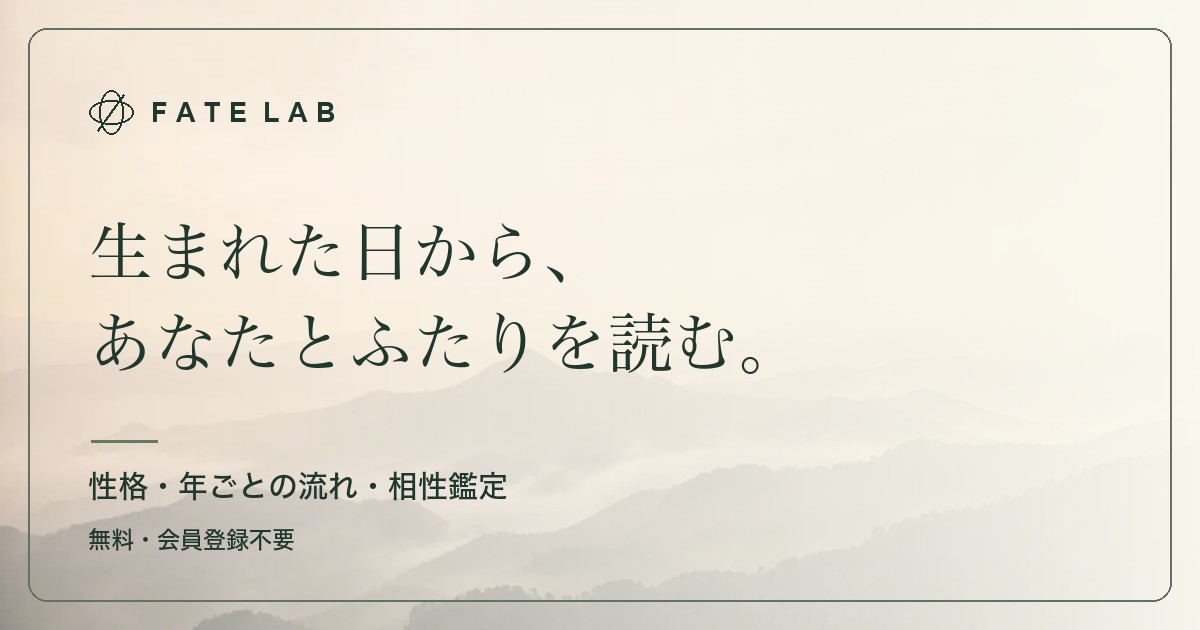 FATE LAB
生まれた日から、
あなたとふたりを読む。
性格・年ごとの流れ・相性鑑定
無料・会員登録不要